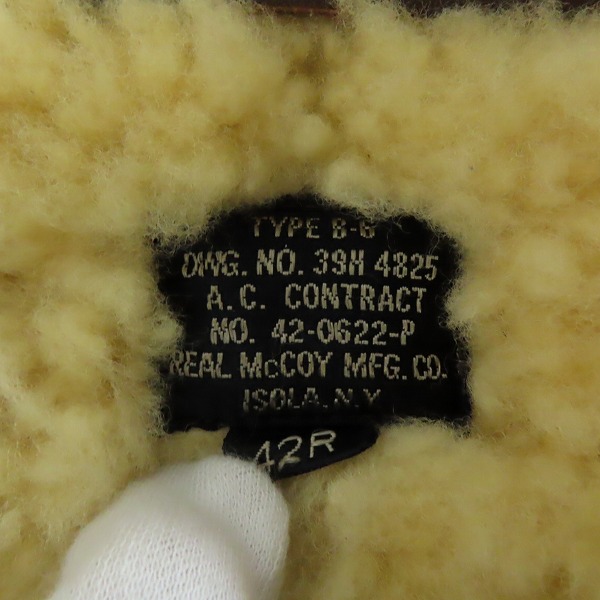 TYPE B-6
DWG. NO. 39H 4825
A.C. CONTRACT
NO. 42-0622-P
REAL McCOY MFG. CO.
ISOLA. N.Y
42R